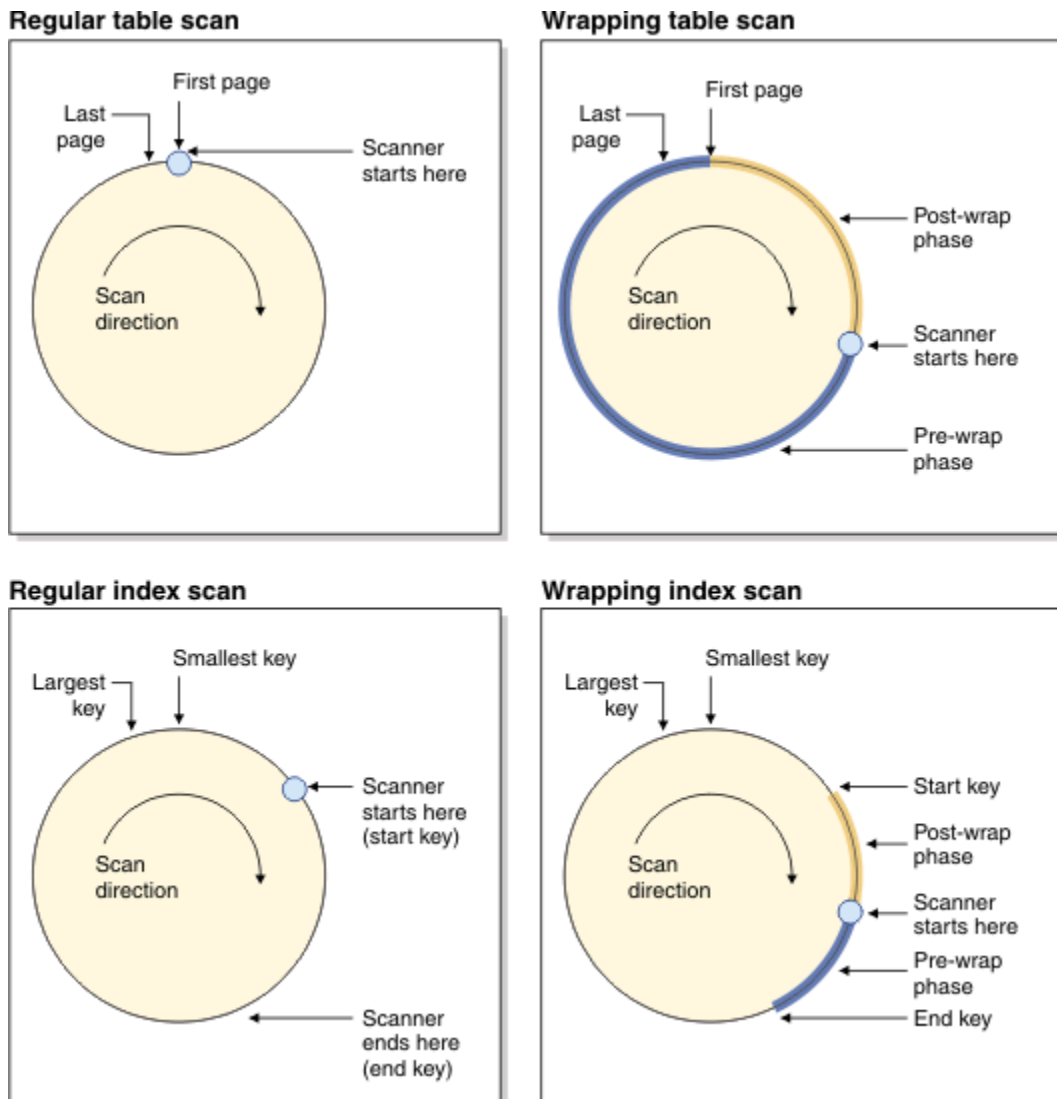 Regular table scan
First page
Last
page
Scanner
starts here
Scan
direction
Wrapping table scan
First page
Last
page
Post-wrap
phase
Scan
direction
Scanner
starts here
Pre-wrap
phase
Regular index scan
Smallest key
Largest
key
Scanner
starts here
(start key)
Scan
direction
Scanner
ends here
(end key)
Wrapping index scan
Smallest key
Largest
key
Start key
Post-wrap
phase
Scan
direction
Scanner
starts here
Pre-wrap
phase
End key